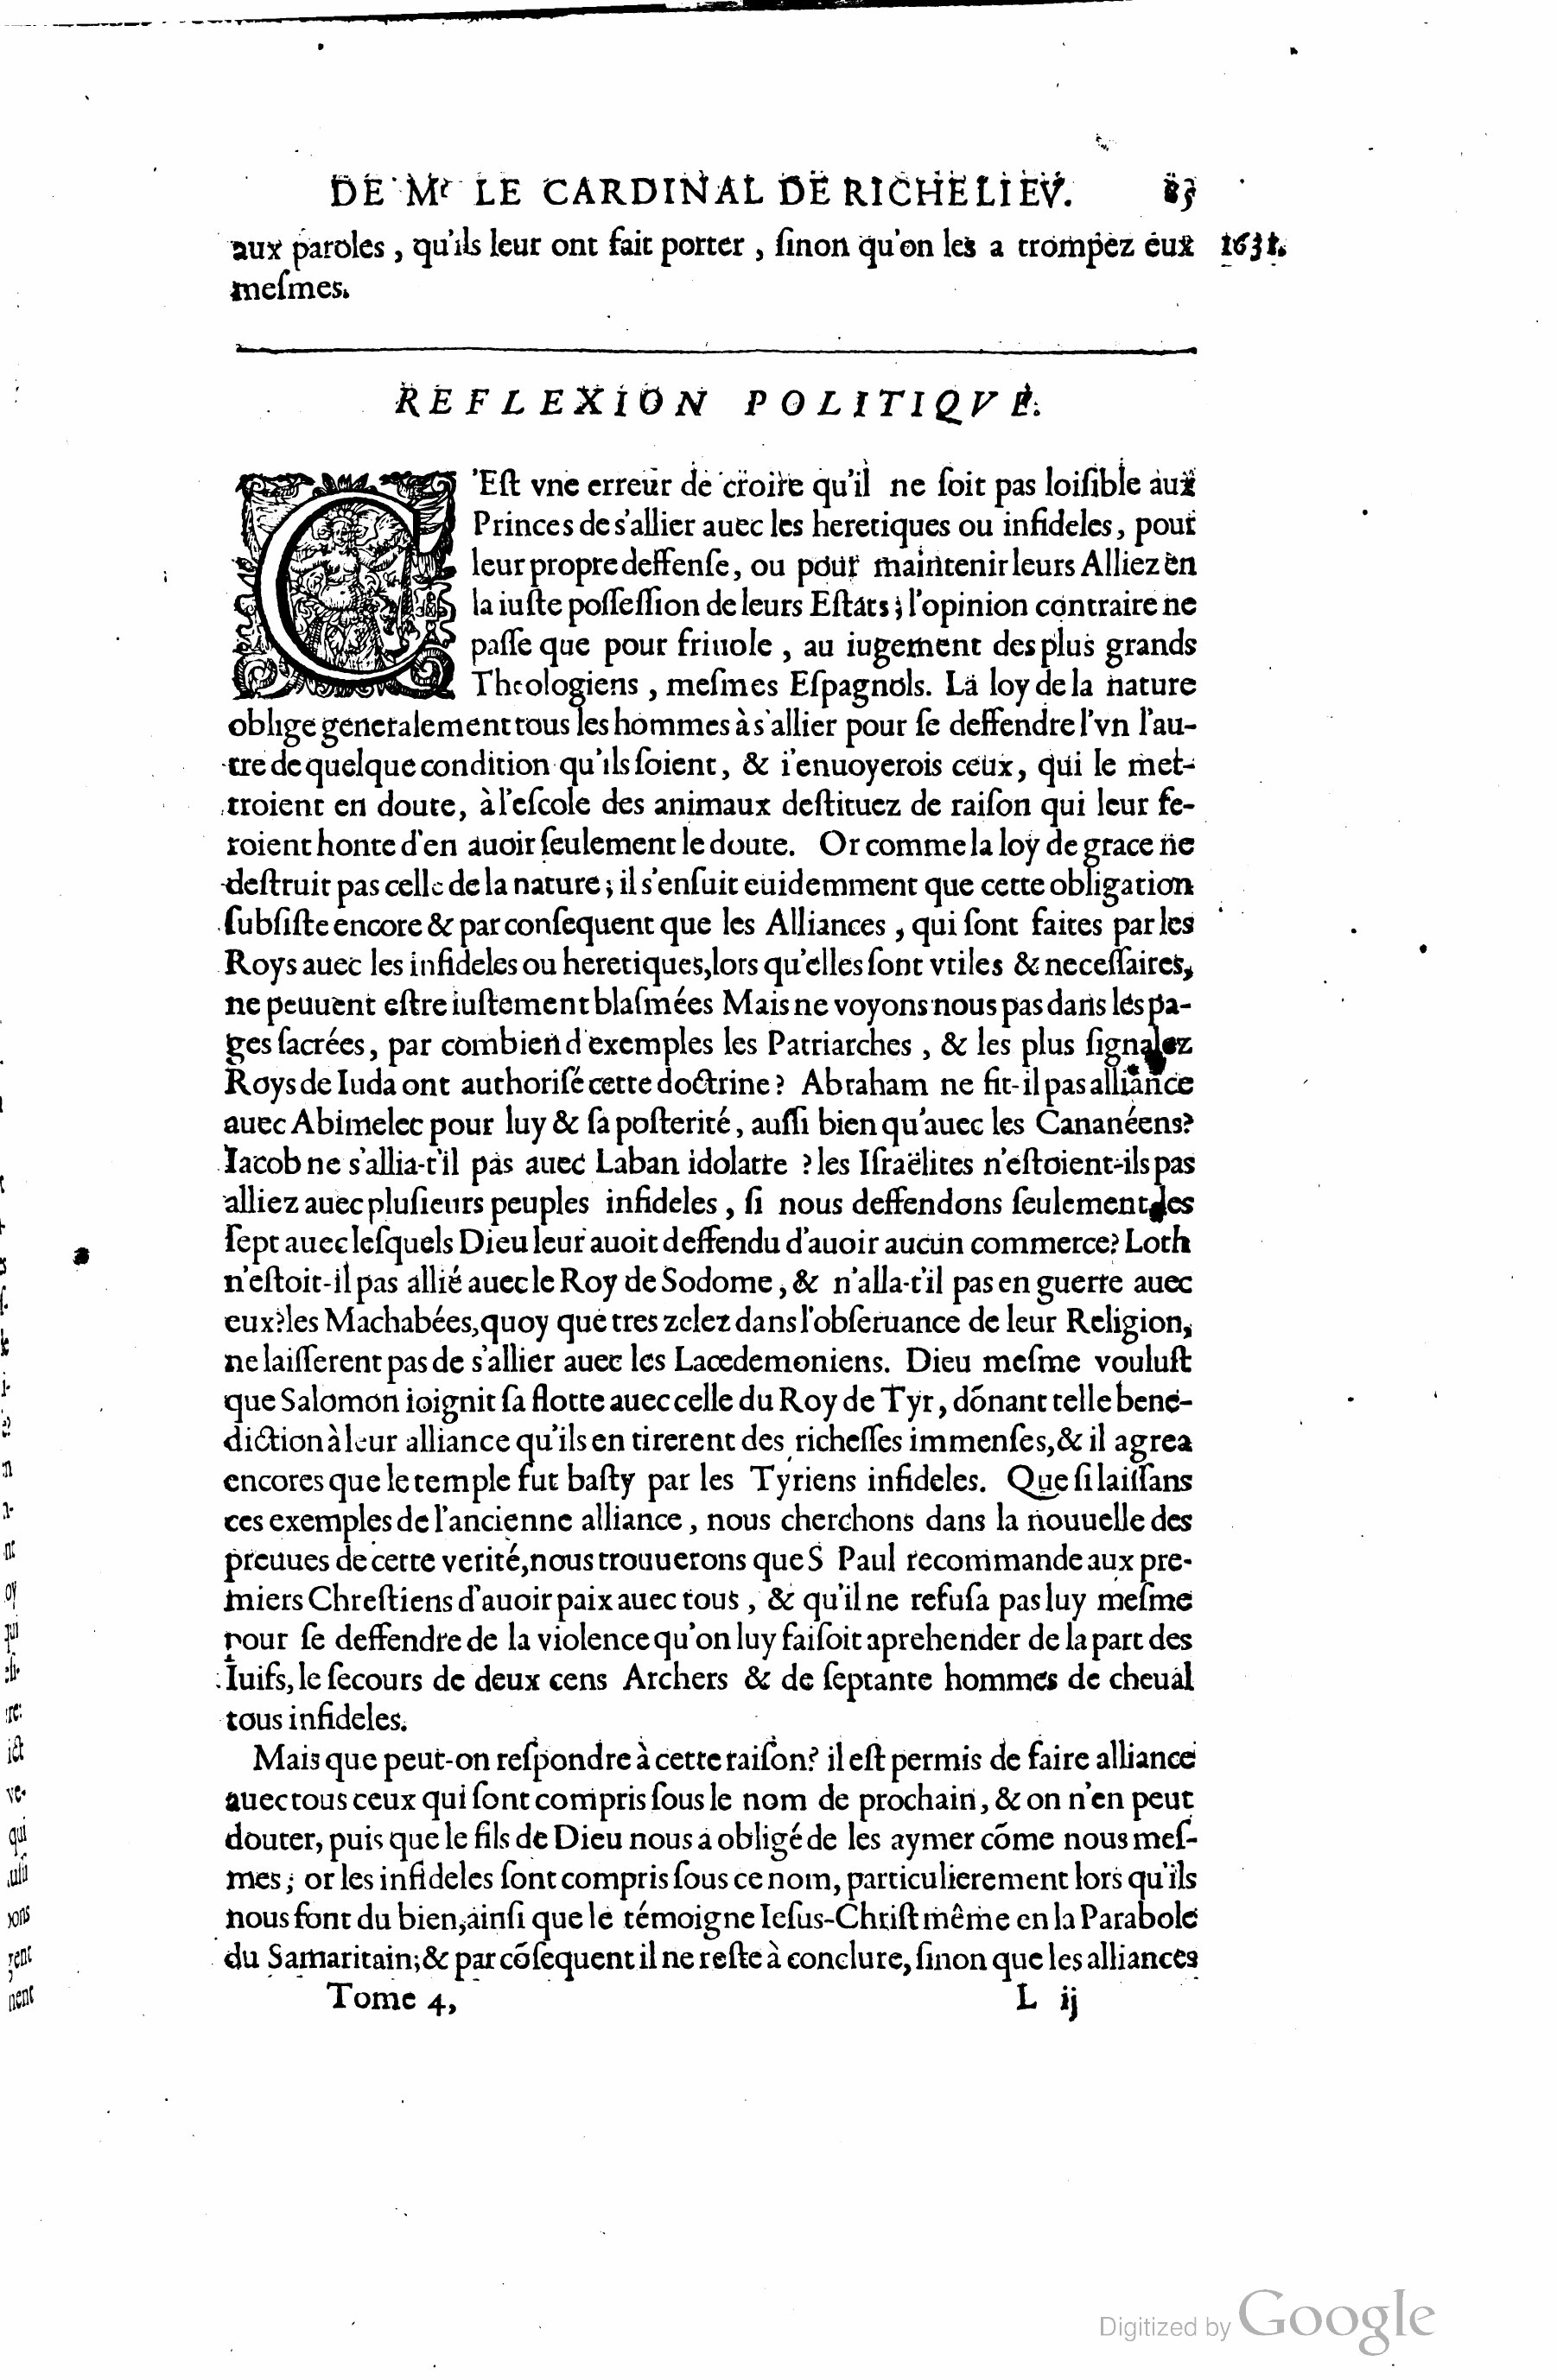 DE Mr LE CARDINAL DE RICHELIEV. 83
aux paroles, qu'ils leur ont fait porter, ſinon qu'on les a trompez eux 1631.
meſmes.
REFLEXION POLITIQVE.
C'Eſt vne erreur de croire qu'il ne ſoit pas loiſible aux
Princes de s'allier auec les heretiques ou infideles, pour
leur propre deffenſe, ou pour maintenir leurs Alliez en
la iuſte poſſeſſion de leurs Eſtats; l'opinion contraire ne
paſſe que pour friuole, au iugement des plus grands
Theologiens, meſmes Eſpagnols. La loy de la nature
oblige generalement tous les hommes à s'allier pour ſe deffendre l'vn l'au-
tre de quelque condition qu'ils ſoient, & i'enuoyerois ceux, qui le met-
troient en doute, à l'eſcole des animaux deſtituez de raiſon qui leur fe-
roient honte d'en auoir ſeulement le doute. Or comme la loy de grace ne
deſtruit pas celle de la nature; il s'enſuit euidemment que cette obligation
ſubſiſte encore & par conſequent que les Alliances, qui ſont faites par les
Roys auec les infideles ou heretiques, lors qu'elles ſont vtiles & neceſſaires,
ne peuuent eſtre iuſtement blaſmées Mais ne voyons nous pas dans les pa-
ges ſacrées, par combien d'exemples les Patriarches, & les plus ſignalez
Roys de Iuda ont authoriſé cette doctrine? Abraham ne fit-il pas alliance
auec Abimelec pour luy & ſa poſterité, auſſi bien qu'auec les Cananéens?
Iacob ne s'allia-t'il pas auec Laban idolatre? les Iſraëlites n'eſtoient-ils pas
alliez auec pluſieurs peuples infideles, ſi nous deffendons ſeulement les
ſept auec leſquels Dieu leur auoit deffendu d'auoir aucun commerce? Loth
n'eſtoit-il pas allié auec le Roy de Sodome, & n'alla-t'il pas en guerre auec
eux? les Machabées, quoy que tres zelez dans l'obſeruance de leur Religion,
ne laiſſerent pas de s'allier auec les Lacedemoniens. Dieu meſme vouluſt
que Salomon ioignit ſa flotte auec celle du Roy de Tyr, dõnant telle bene-
diction à leur alliance qu'ils en tirerent des richeſſes immenſes, & il agrea
encores que le temple fut baſty par les Tyriens infideles. Que ſi laiſſans
ces exemples de l'ancienne alliance, nous cherchons dans la nouuelle des
preuues de cette verité, nous trouuerons que S Paul recommande aux pre-
miers Chreſtiens d'auoir paix auec tous, & qu'il ne refuſa pas luy meſme
pour ſe deffendre de la violence qu'on luy faiſoit aprehender de la part des
Iuifs, le ſecours de deux cens Archers & de ſeptante hommes de cheual
tous infideles.
Mais que peut-on reſpondre à cette raiſon? il eſt permis de faire alliance
auec tous ceux qui ſont compris ſous le nom de prochain, & on n'en peut
douter, puis que le fils de Dieu nous a obligé de les aymer cõme nous meſ-
mes; or les infideles ſont compris ſous ce nom, particulierement lors qu'ils
nous font du bien, ainſi que le témoigne Ieſus-Chriſt même en la Parabole
du Samaritain; & par cõſequent il ne reſte à conclure, ſinon que les alliances
Tome 4, L ij
Digitized by Google